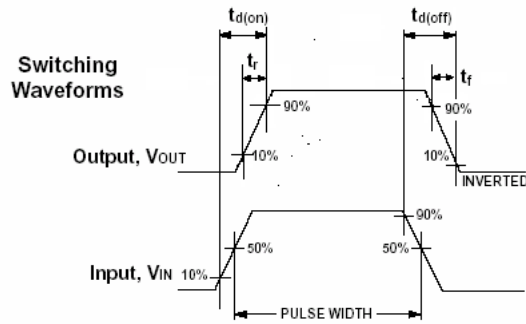 td(on)
td(off)
tr
tf
Switching
Waveforms
90%
90%
Output, VOUT
10%
10%
INVERTED
90%
50%
50%
Input, VIN
10%
PULSE WIDTH